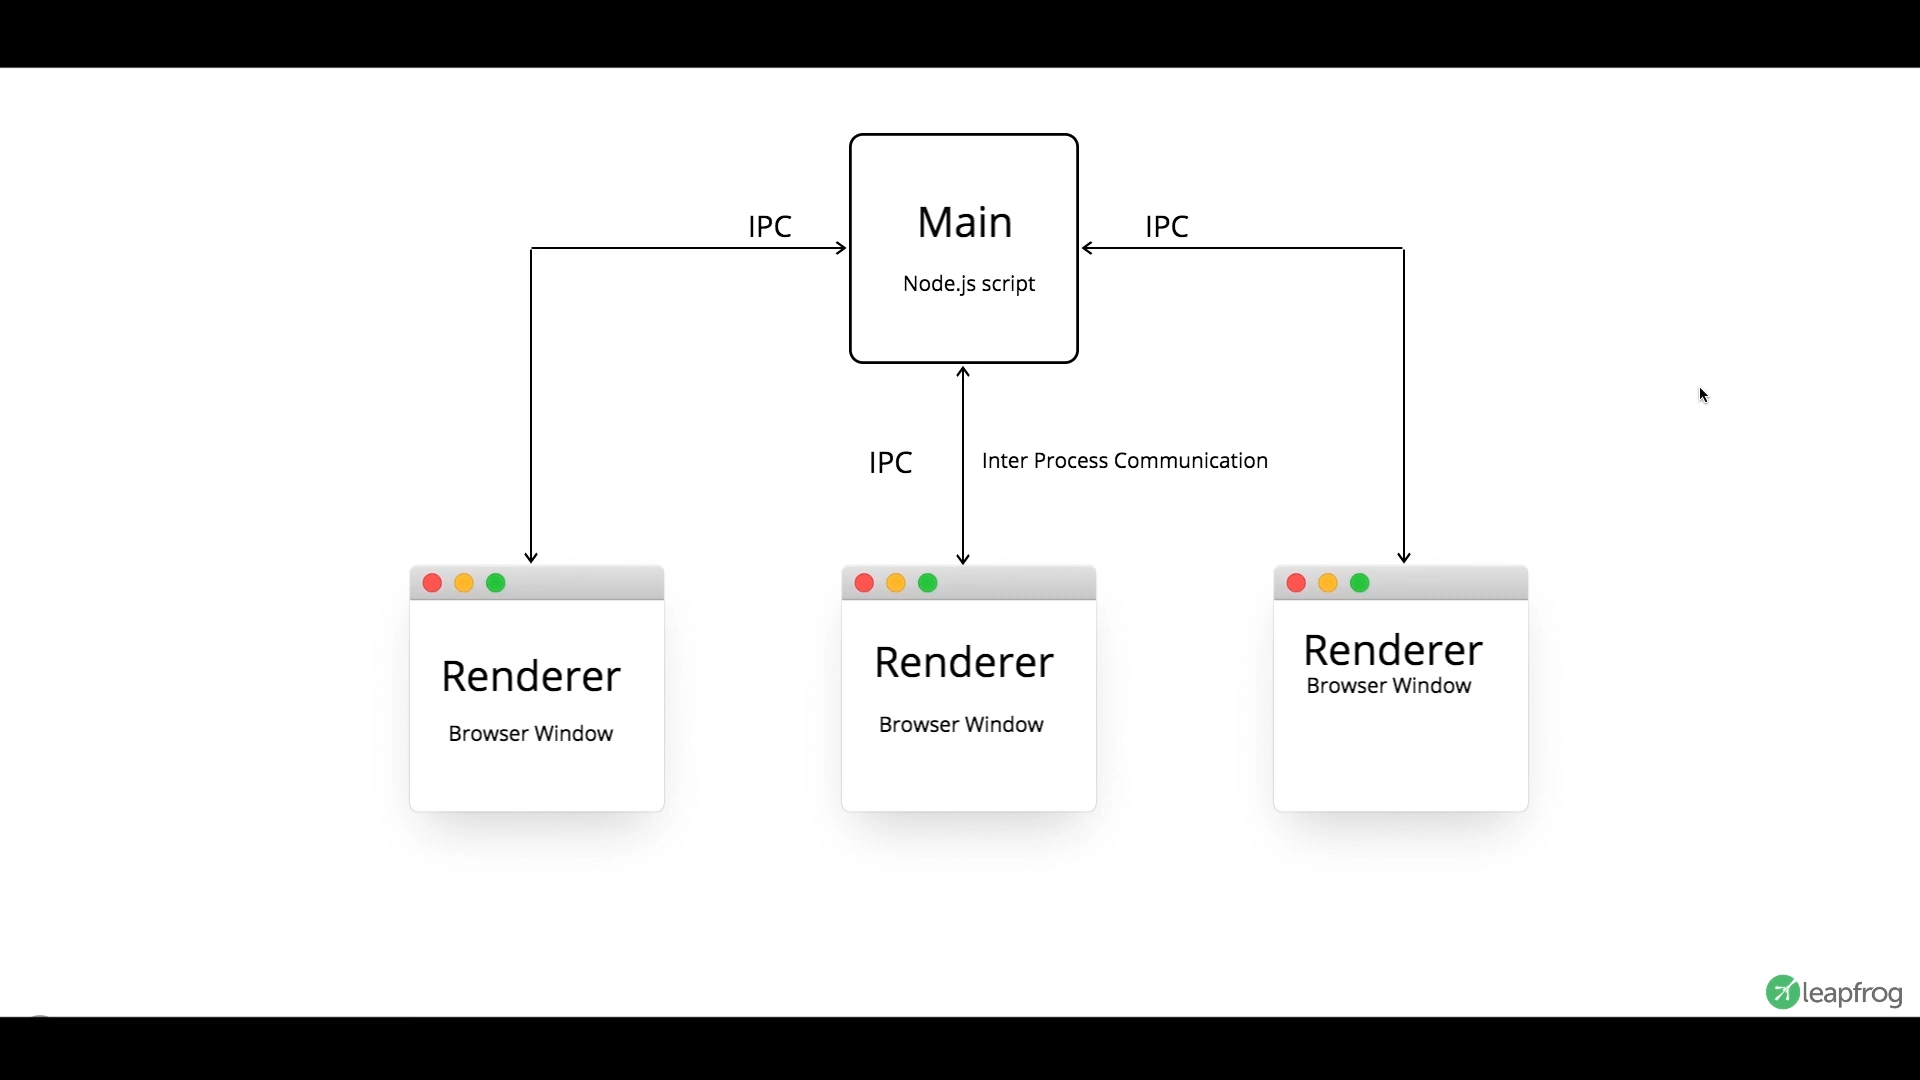 IPC
Main
IPC
Node.js script
IPC
Inter Process Communication
Renderer
Browser Window
Renderer
Browser Window
Renderer
Browser Window
leapfrog